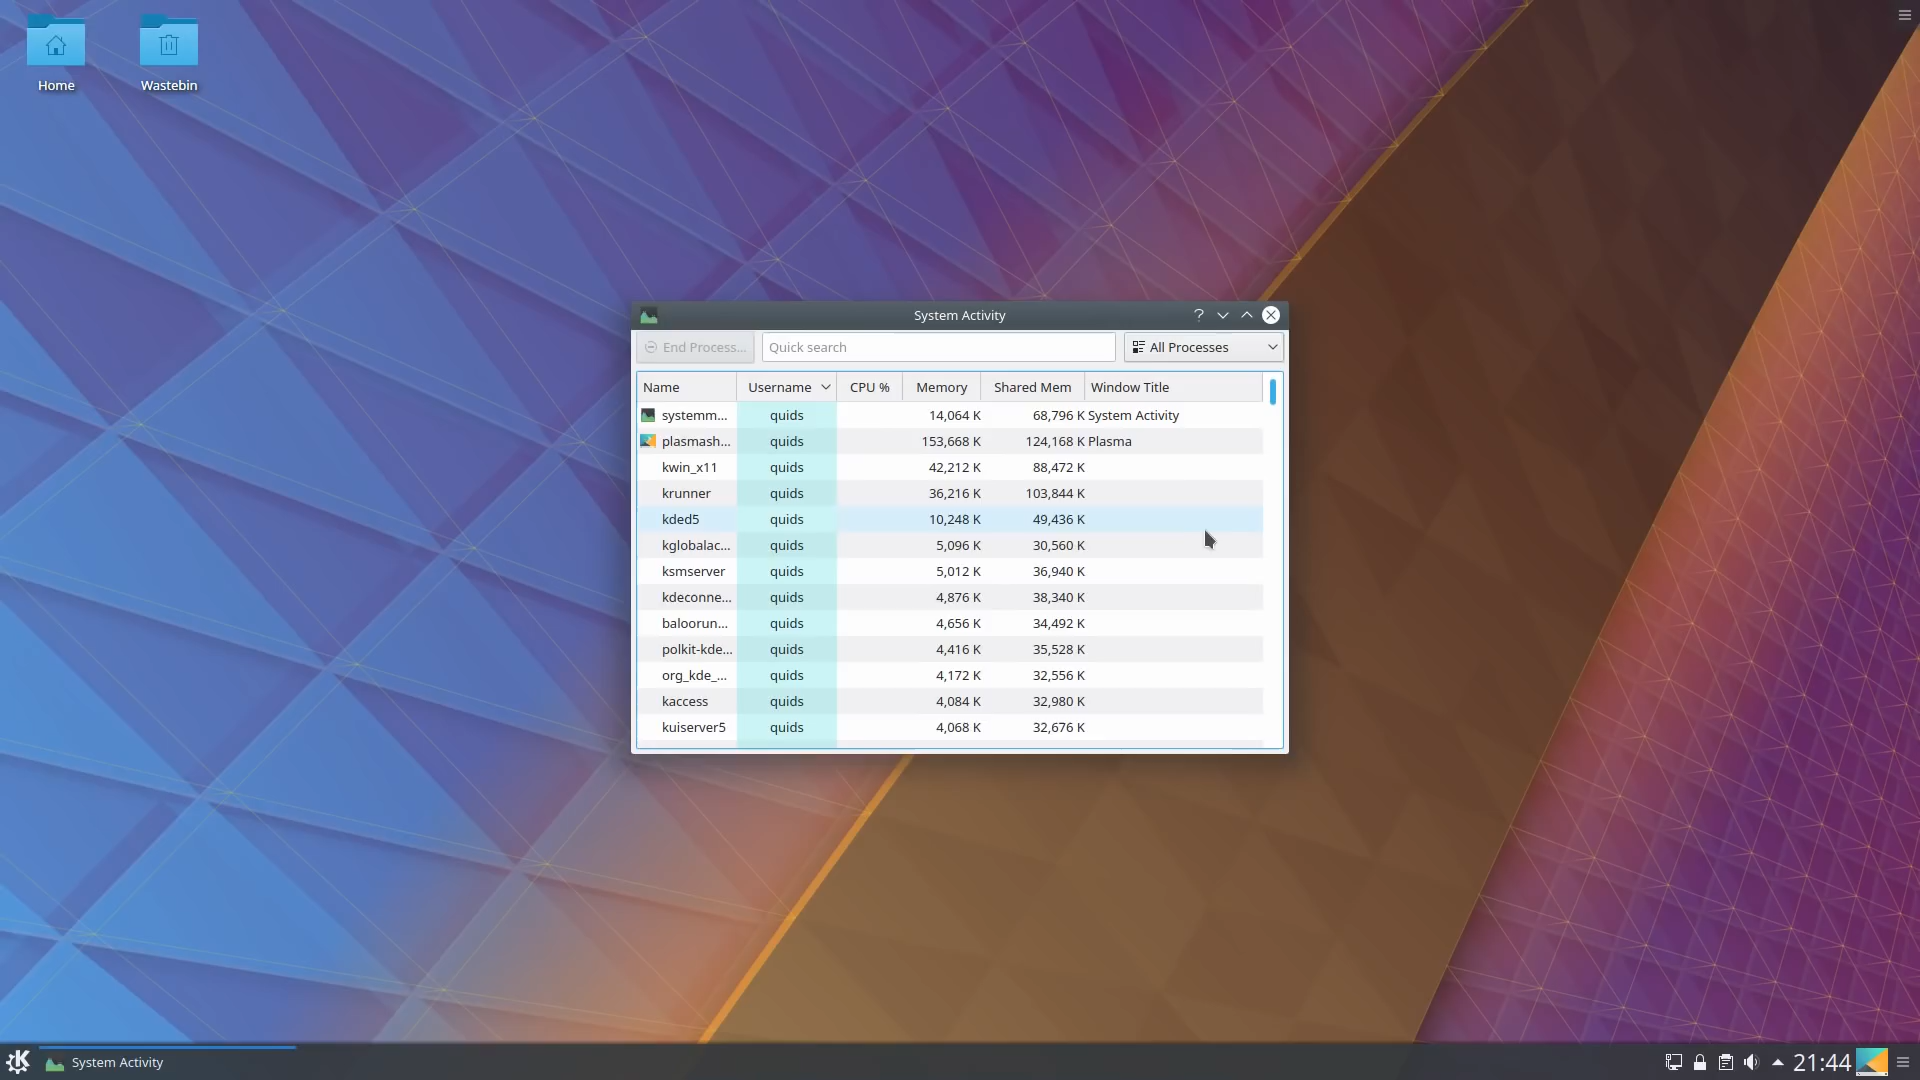 Home
Wastebin
System Activity
End Process...
Quick search
All Processes
Name Username CPU % Memory Shared Mem Window Title
systemm... quids 14,064 K 68,796 K System Activity
plasmash... quids 153,668 K 124,168 K Plasma
kwin_x11 quids 42,212 K 88,472 K
krunner quids 36,216 K 103,844 K
kded5 quids 10,248 K 49,436 K
kglobalac... quids 5,096 K 30,560 K
ksmserver quids 5,012 K 36,940 K
kdeconne... quids 4,876 K 38,340 K
baloorun... quids 4,656 K 34,492 K
polkit-kde... quids 4,416 K 35,528 K
org_kde_... quids 4,172 K 32,556 K
kaccess quids 4,084 K 32,980 K
kuiserver5 quids 4,068 K 32,676 K
System Activity
21:44